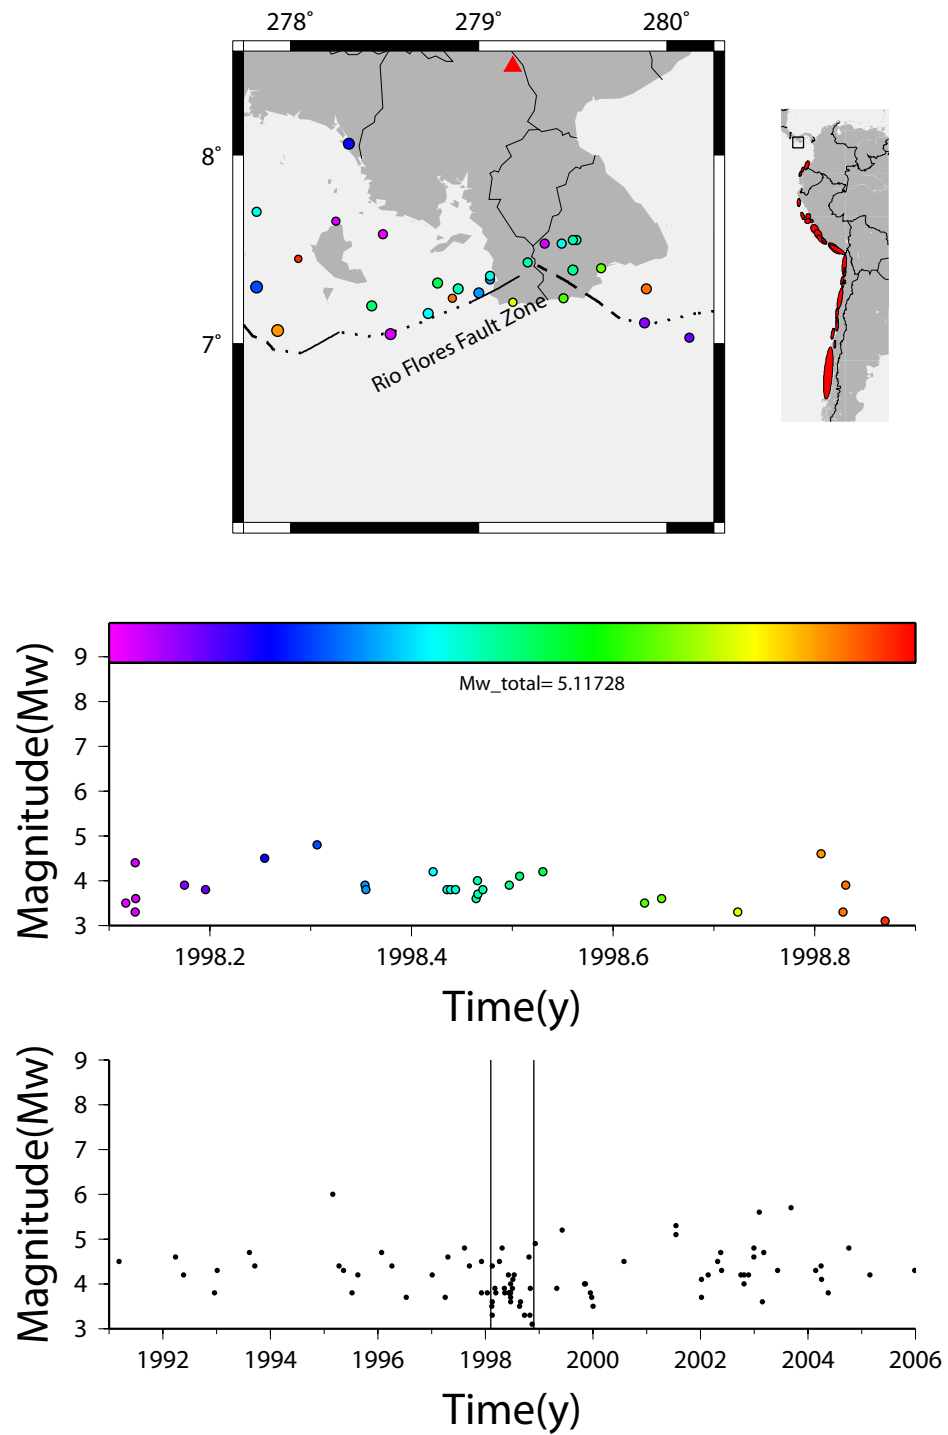 278° 279° 280°
8°
7°
Rio Flores Fault Zone
Magnitude(Mw)
9
8
7
6
5
4
3
Mw_total= 5.11728
1998.2 1998.4 1998.6 1998.8
Time(y)
Magnitude(Mw)
9
8
7
6
5
4
3
1992 1994 1996 1998 2000 2002 2004 2006
Time(y)